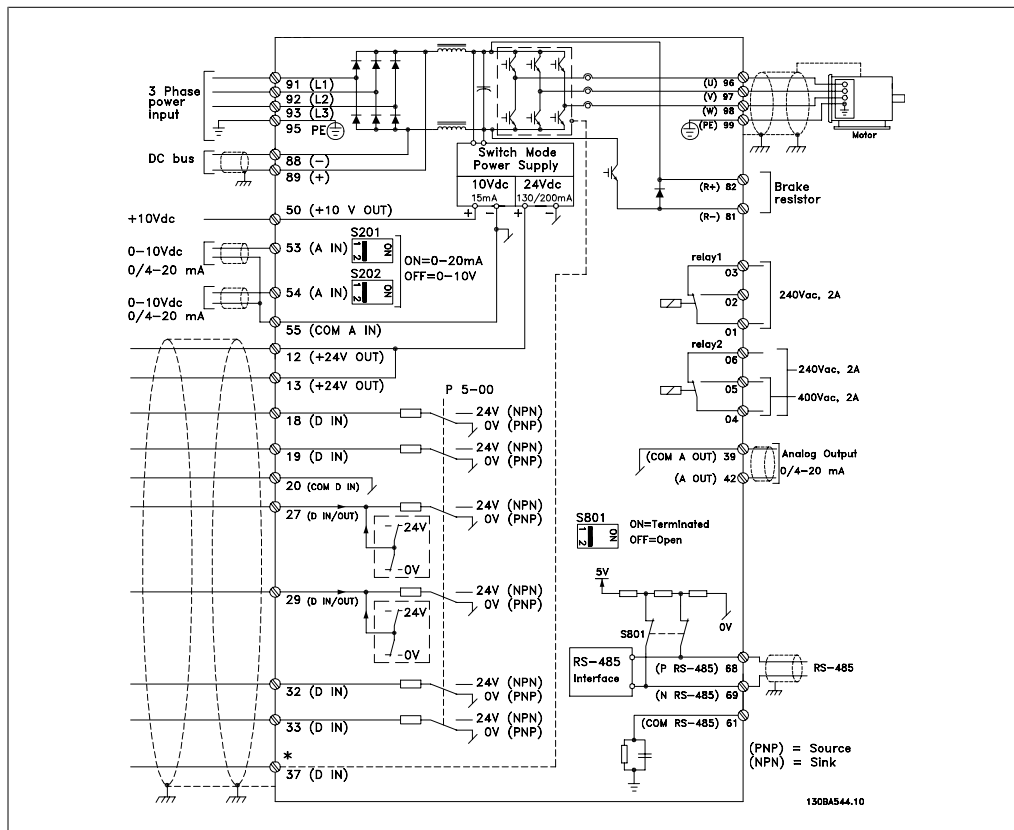 3 Phase
power
input
91 (L1)
92 (L2)
93 (L3)
95 PE
DC bus
88 (-)
89 (+)
Switch Mode
Power Supply
10Vdc
15mA
24Vdc
130/200mA
+ - + -
(U) 96
(V) 97
(W) 98
(PE) 99
Motor
(R+) 82
(R-) 81
Brake
resistor
+10Vdc
50 (+10 V OUT)
0-10Vdc
0/4-20 mA
53 (A IN)
S201
1 2
ON
ON=0-20mA
OFF=0-10V
0-10Vdc
0/4-20 mA
54 (A IN)
S202
1 2
ON
55 (COM A IN)
12 (+24V OUT)
13 (+24V OUT)
P 5-00
18 (D IN)
24V (NPN)
0V (PNP)
19 (D IN)
24V (NPN)
0V (PNP)
20 (COM D IN)
27 (D IN/OUT)
24V (NPN)
0V (PNP)
24V
0V
29 (D IN/OUT)
24V (NPN)
0V (PNP)
24V
0V
32 (D IN)
24V (NPN)
0V (PNP)
33 (D IN)
24V (NPN)
0V (PNP)
*
37 (D IN)
relay1
03
02
01
240Vac, 2A
relay2
06
05
04
240Vac, 2A
400Vac, 2A
(COM A OUT) 39
(A OUT) 42
Analog Output
0/4-20 mA
S801
1 2
ON
ON=Terminated
OFF=Open
5V
0V
S801
RS-485
Interface
(P RS-485) 68
(N RS-485) 69
RS-485
(COM RS-485) 61
(PNP) = Source
(NPN) = Sink
130BA544.10